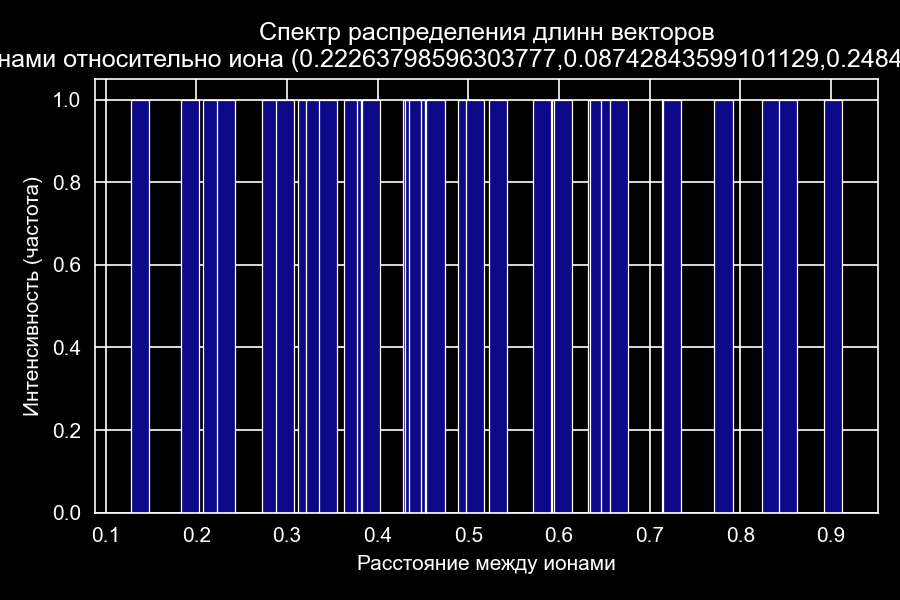 Спектр распределения длинн векторов
нами относительно иона (0.22263798596303777,0.08742843599101129,0.2484
1.0
0.8
0.6
0.4
0.2
0.0
Интенсивность (частота)
0.1 0.2 0.3 0.4 0.5 0.6 0.7 0.8 0.9
Расстояние между ионами